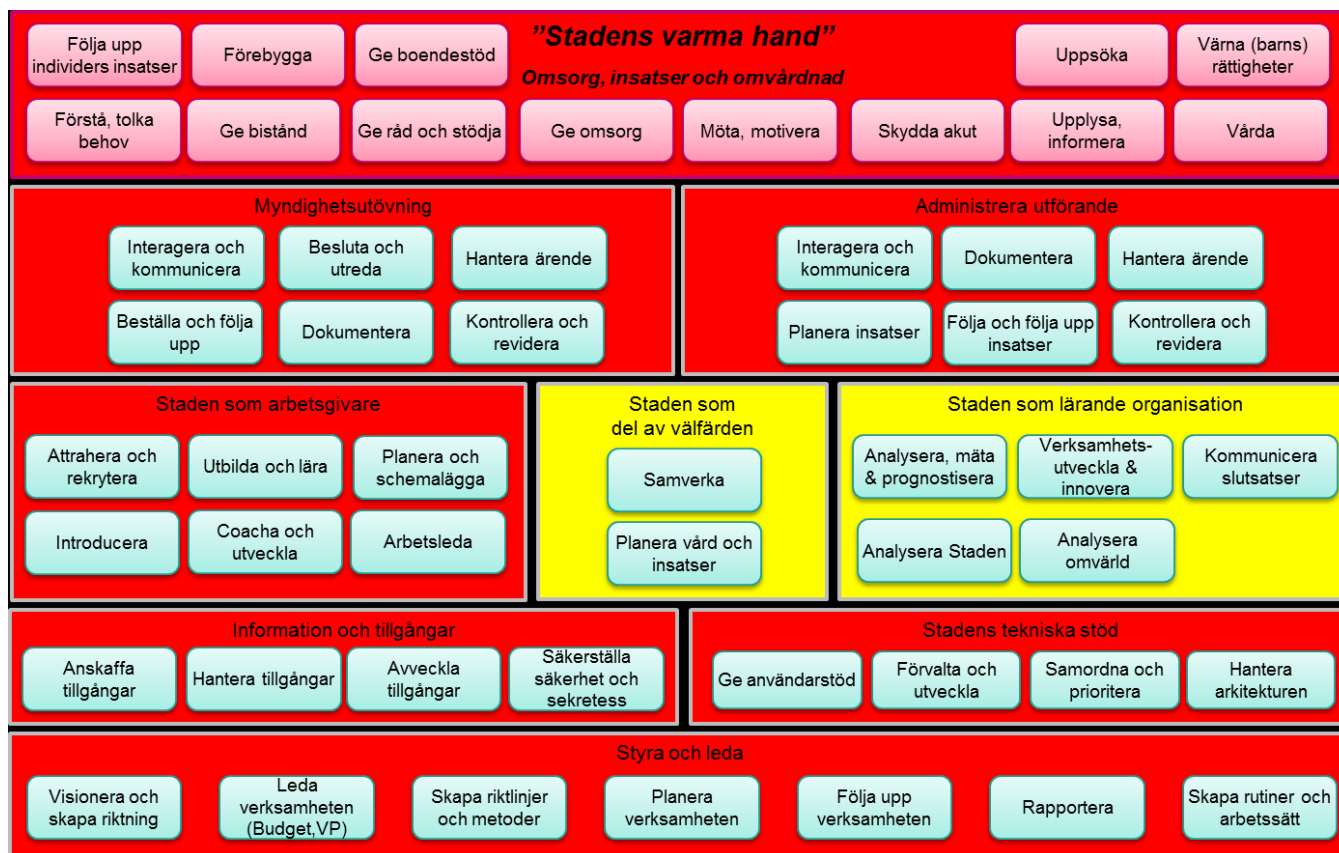 ”Stadens varma hand”
Omsorg, insatser och omvårdnad
Följa upp
individers insatser
Förebygga
Ge boendestöd
Uppsöka
Värna (barns)
rättigheter
Förstå, tolka
behov
Ge bistånd
Ge råd och stödja
Ge omsorg
Möta, motivera
Skydda akut
Upplysa,
informera
Vårda
Myndighetsutövning
Interagera och
kommunicera
Besluta och
utreda
Hantera ärende
Beställa och följa
upp
Dokumentera
Kontrollera och
revidera
Administrera utförande
Interagera och
kommunicera
Dokumentera
Hantera ärende
Planera insatser
Följa och följa upp
insatser
Kontrollera och
revidera
Staden som arbetsgivare
Attrahera och
rekrytera
Utbilda och lära
Planera och
schemalägga
Introducera
Coacha och
utveckla
Arbetsleda
Staden som
del av välfärden
Samverka
Planera vård och
insatser
Staden som lärande organisation
Analysera, mäta
& prognostisera
Verksamhets-
utveckla &
innovera
Kommunicera
slutsatser
Analysera Staden
Analysera
omvärld
Information och tillgångar
Anskaffa
tillgångar
Hantera tillgångar
Avveckla
tillgångar
Säkerställa
säkerhet och
sekretess
Stadens tekniska stöd
Ge användarstöd
Förvalta och
utveckla
Samordna och
prioritera
Hantera
arkitekturen
Styra och leda
Visionera och
skapa riktning
Leda
verksamheten
(Budget,VP)
Skapa riktlinjer
och metoder
Planera
verksamheten
Följa upp
verksamheten
Rapportera
Skapa rutiner och
arbetssätt